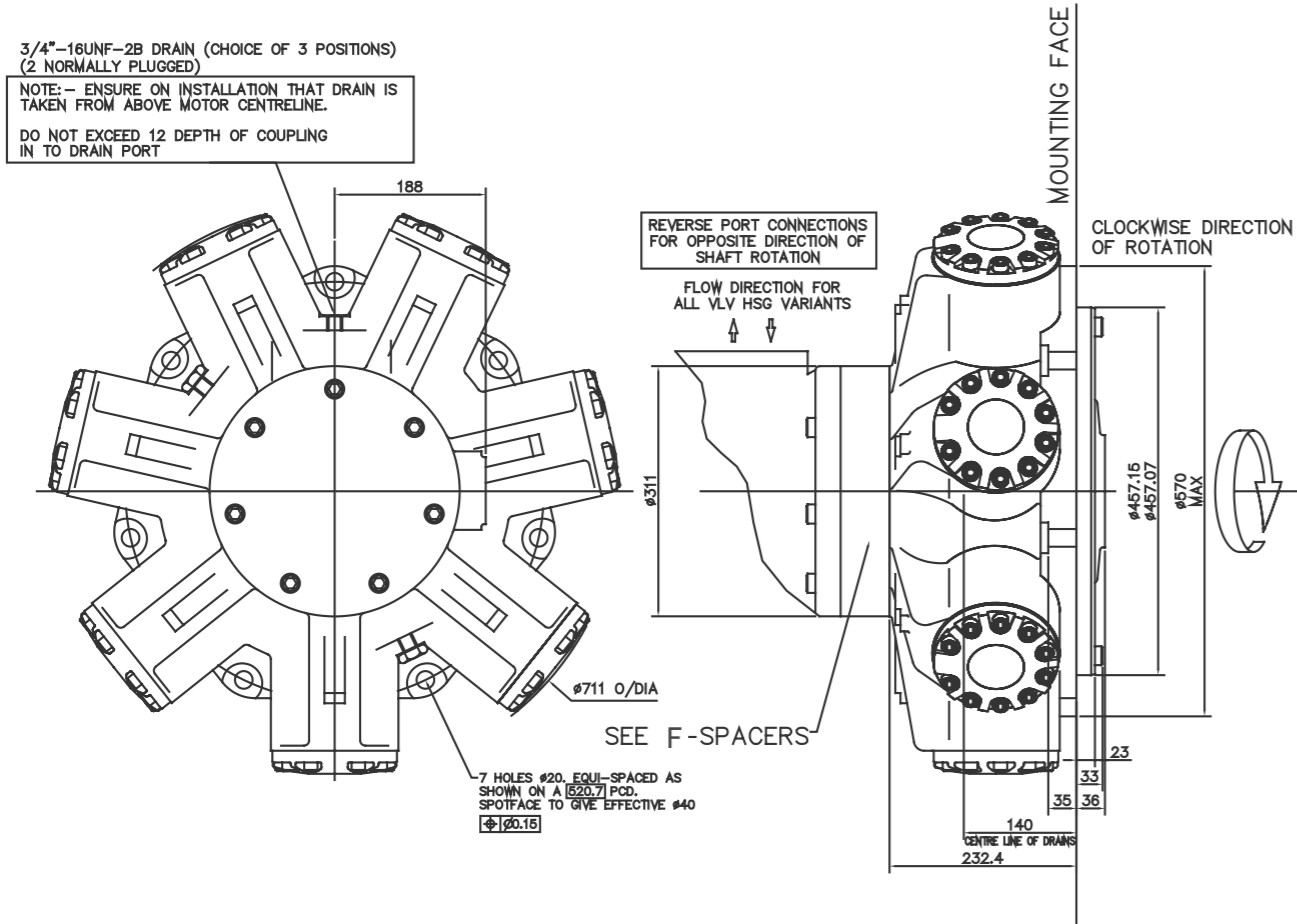 3/4"-16UNF-2B DRAIN (CHOICE OF 3 POSITIONS)
(2 NORMALLY PLUGGED)
NOTE:- ENSURE ON INSTALLATION THAT DRAIN IS
TAKEN FROM ABOVE MOTOR CENTRELINE.
DO NOT EXCEED 12 DEPTH OF COUPLING
IN TO DRAIN PORT
188
ø711 O/DIA
7 HOLES ø20. EQUI-SPACED AS
SHOWN ON A 520.7 PCD.
SPOTFACE TO GIVE EFFECTIVE ø40
⌖ Ø0.15
REVERSE PORT CONNECTIONS
FOR OPPOSITE DIRECTION OF
SHAFT ROTATION
FLOW DIRECTION FOR
ALL VLV HSG VARIANTS
MOUNTING FACE
CLOCKWISE DIRECTION
OF ROTATION
ø311
ø457.15
ø457.07
ø570
MAX
SEE F-SPACERS
23
33
35
36
140
CENTRE LINE OF DRAINS
232.4